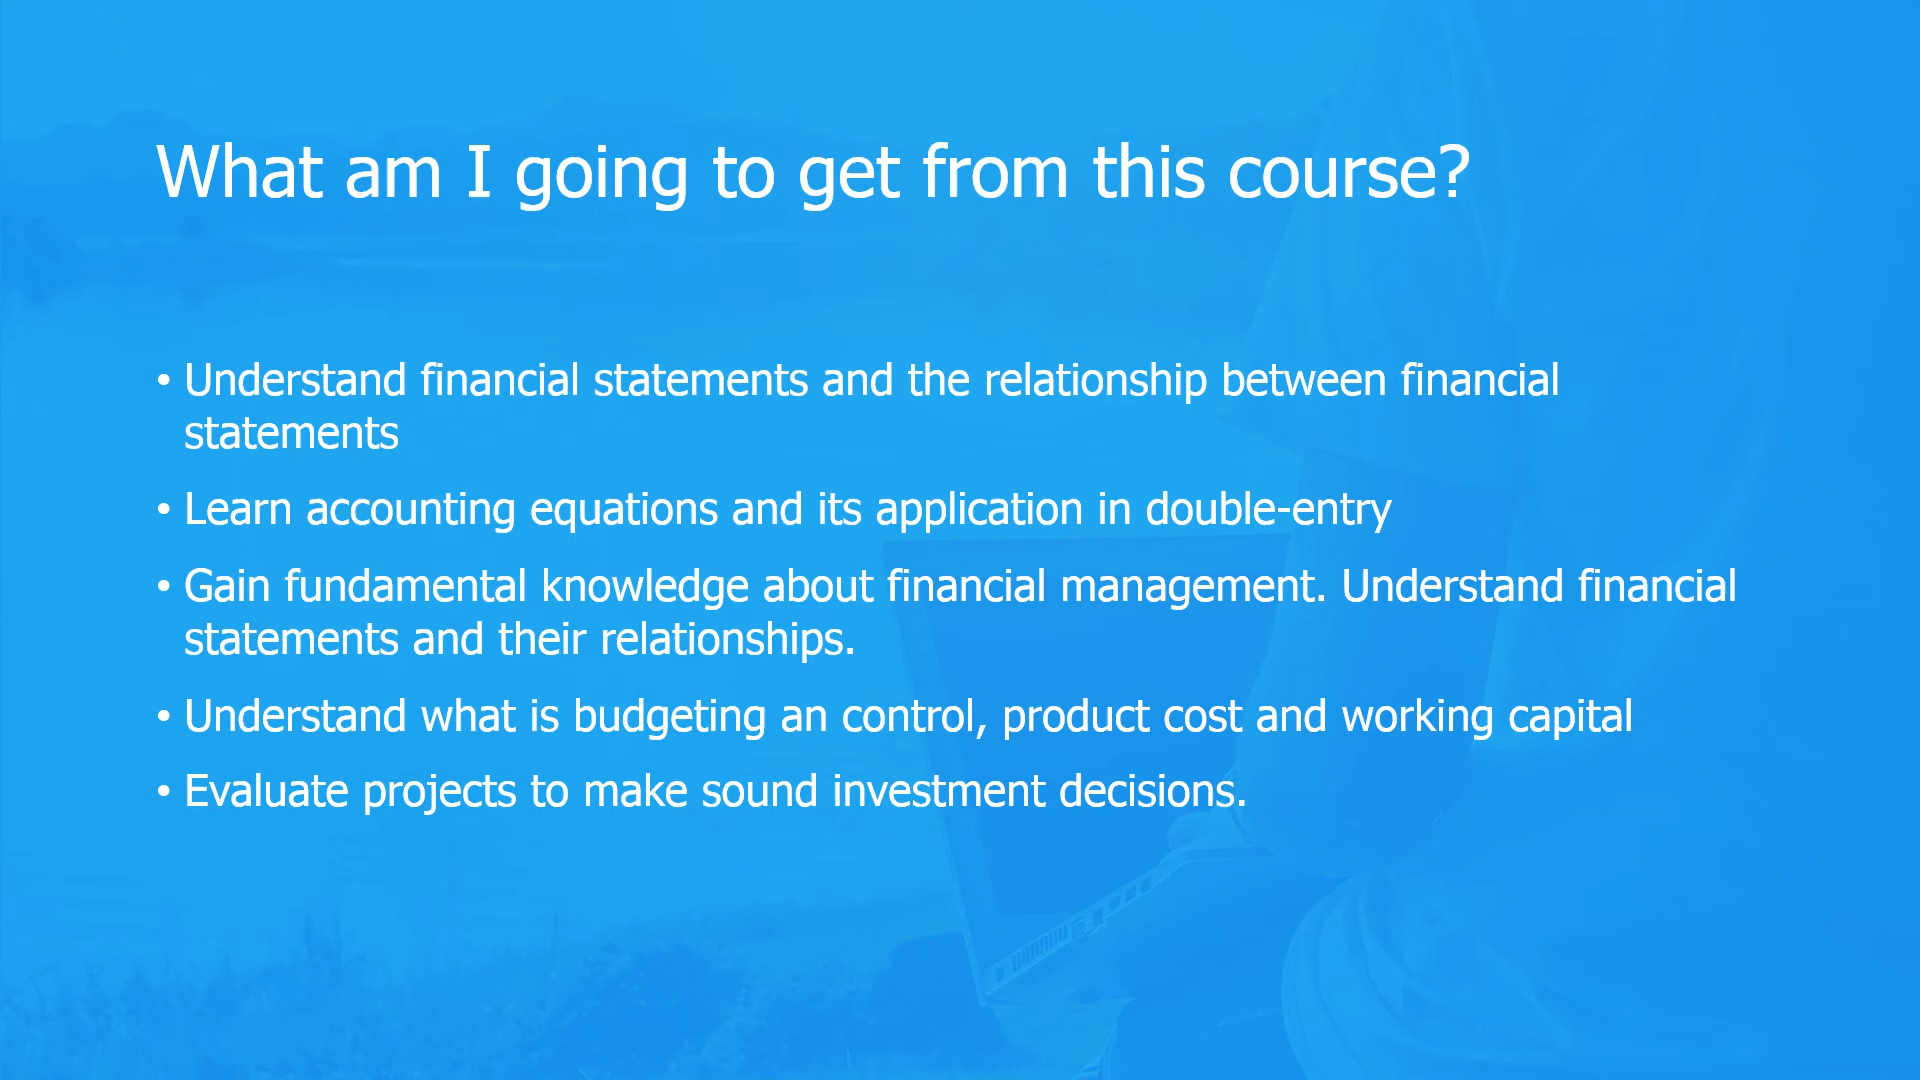 What am I going to get from this course?
• Understand financial statements and the relationship between financial
statements
• Learn accounting equations and its application in double-entry
• Gain fundamental knowledge about financial management. Understand financial
statements and their relationships.
• Understand what is budgeting an control, product cost and working capital
• Evaluate projects to make sound investment decisions.